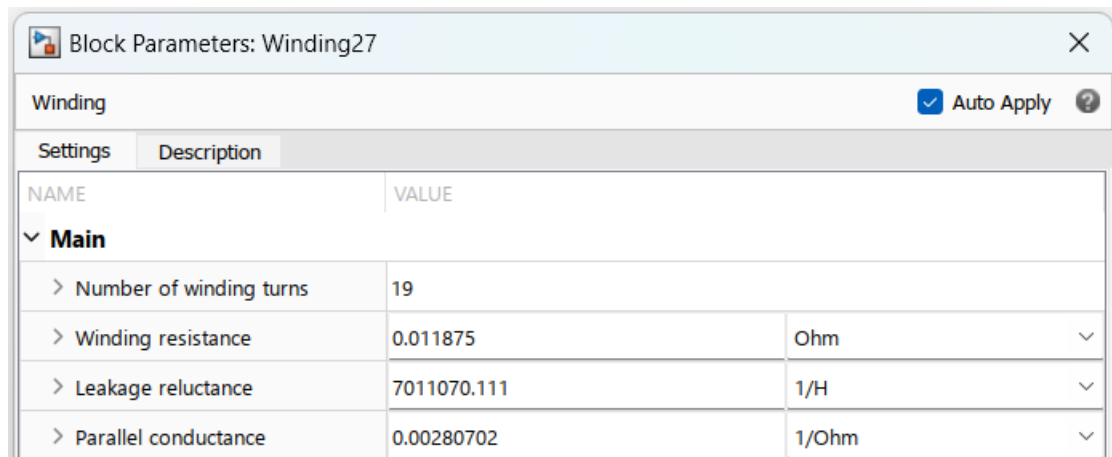 Block Parameters: Winding27
Winding Auto Apply
Settings Description
NAME VALUE
Main
Number of winding turns 19
Winding resistance 0.011875 Ohm
Leakage reluctance 7011070.111 1/H
Parallel conductance 0.00280702 1/Ohm